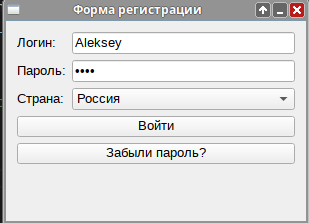 Форма регистрации
Логин: Aleksey
Пароль: ••••
Страна: Россия
Войти
Забыли пароль?